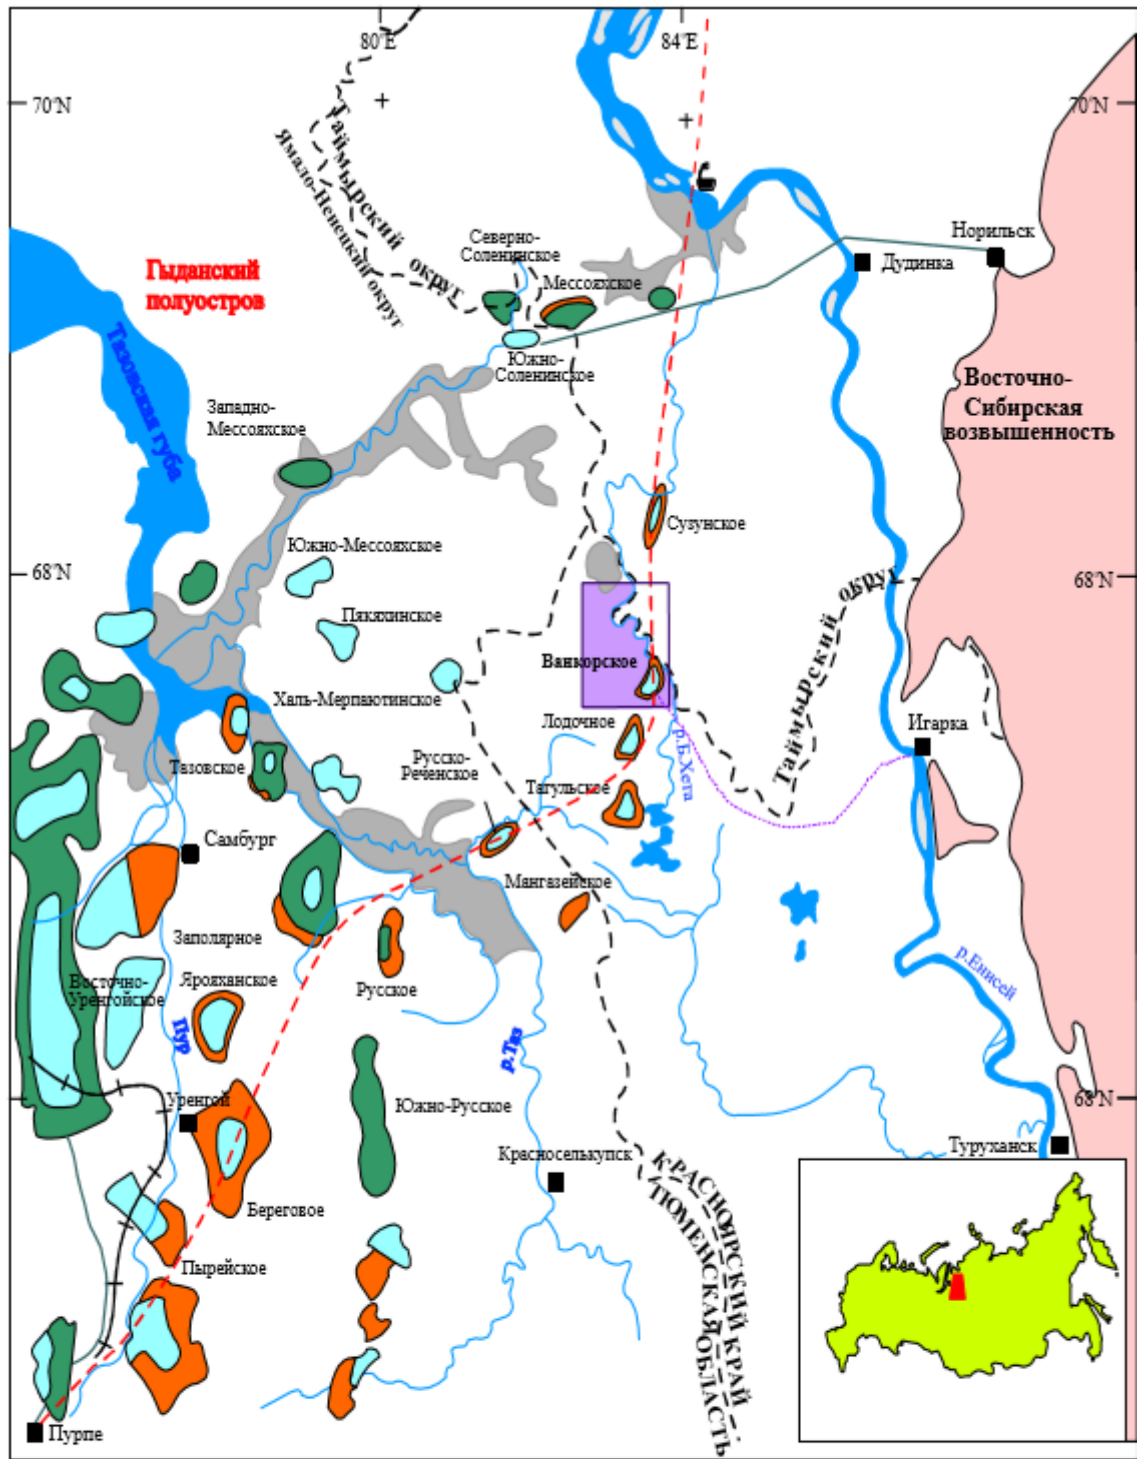 80°E
84°E
70°N
70°N
Таймырский округ
Ямало-Ненецкий округ
Северно-
Соленинское
Мессояхское
Норильск
Дудинка
Гыданский
полуостров
Тазовская губа
Южно-
Соленинское
Западно-
Мессояхское
Восточно-
Сибирская
возвышенность
Сузунское
Южно-Мессояхское
68°N
68°N
Пякяхинское
Таймырский округ
Ванкорское
Халь-Мерпаютинское
Лодочное
р.Б.Хета
Игарка
Русско-
Реченское
Тазовское
Тагульское
Самбург
Мангазейское
Заполярное
Восточно-
Уренгойское
Ярояханское
Русское
р.Енисей
Пур
р.Таз
Уренгой
Южно-Русское
68°N
Туруханск
Красноселькупск
Береговое
КРАСНОЯРСКИЙ КРАЙ
ТЮМЕНСКАЯ ОБЛАСТЬ
Пырейское
Пурпе